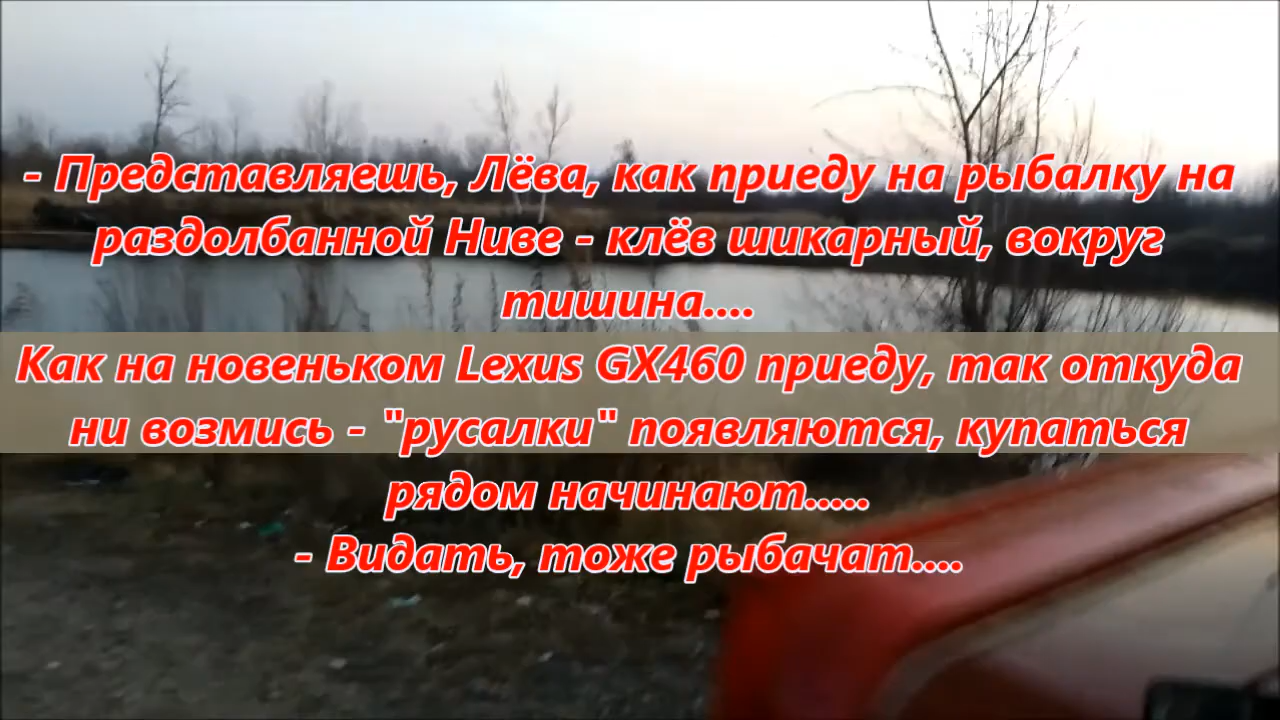 - Представляешь, Лёва, как приеду на рыбалку на
раздолбанной Ниве - клёв шикарный, вокруг
тишина....
Как на новеньком Lexus GX460 приеду, так откуда
ни возмись - "русалки" появляются, купаться
рядом начинают.....
- Видать, тоже рыбачат....